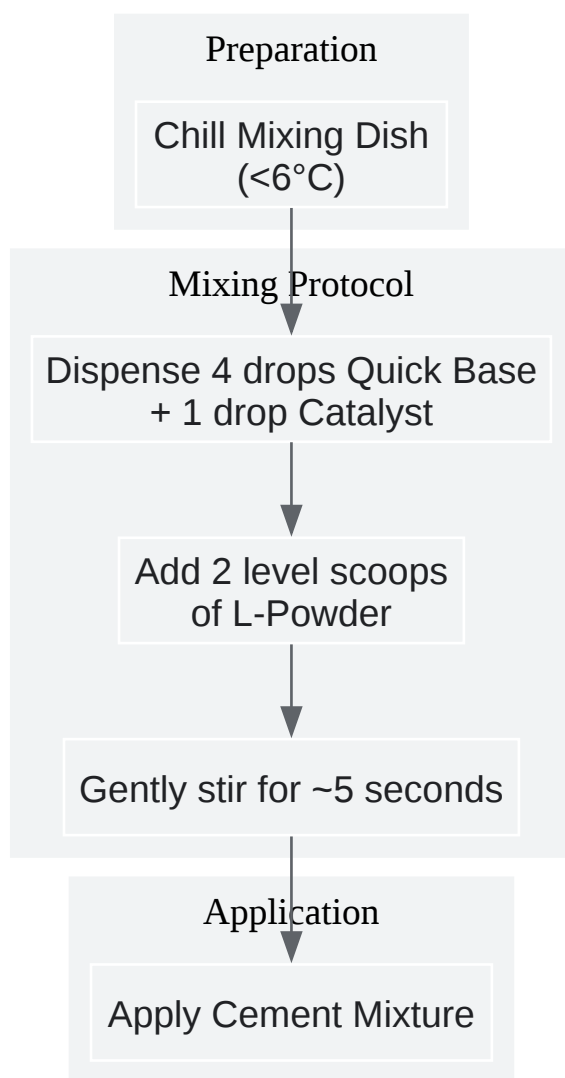 Preparation
Chill Mixing Dish
(<6°C)
Mixing Protocol
Dispense 4 drops Quick Base
+ 1 drop Catalyst
Add 2 level scoops
of L-Powder
Gently stir for ~5 seconds
Application
Apply Cement Mixture